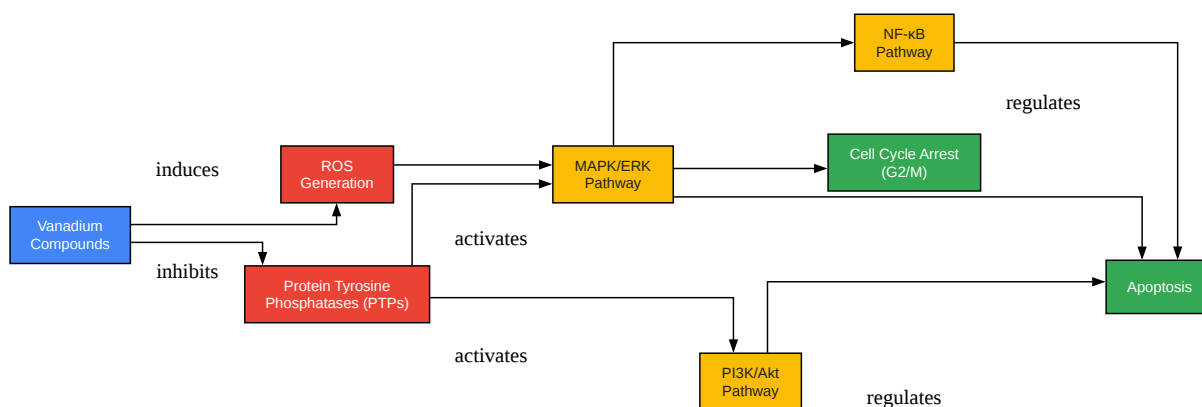 NF-κB
Pathway
regulates
Cell Cycle Arrest
(G2/M)
induces
ROS
Generation
MAPK/ERK
Pathway
Vanadium
Compounds
activates
inhibits
Protein Tyrosine
Phosphatases (PTPs)
Apoptosis
activates
PI3K/Akt
Pathway
regulates